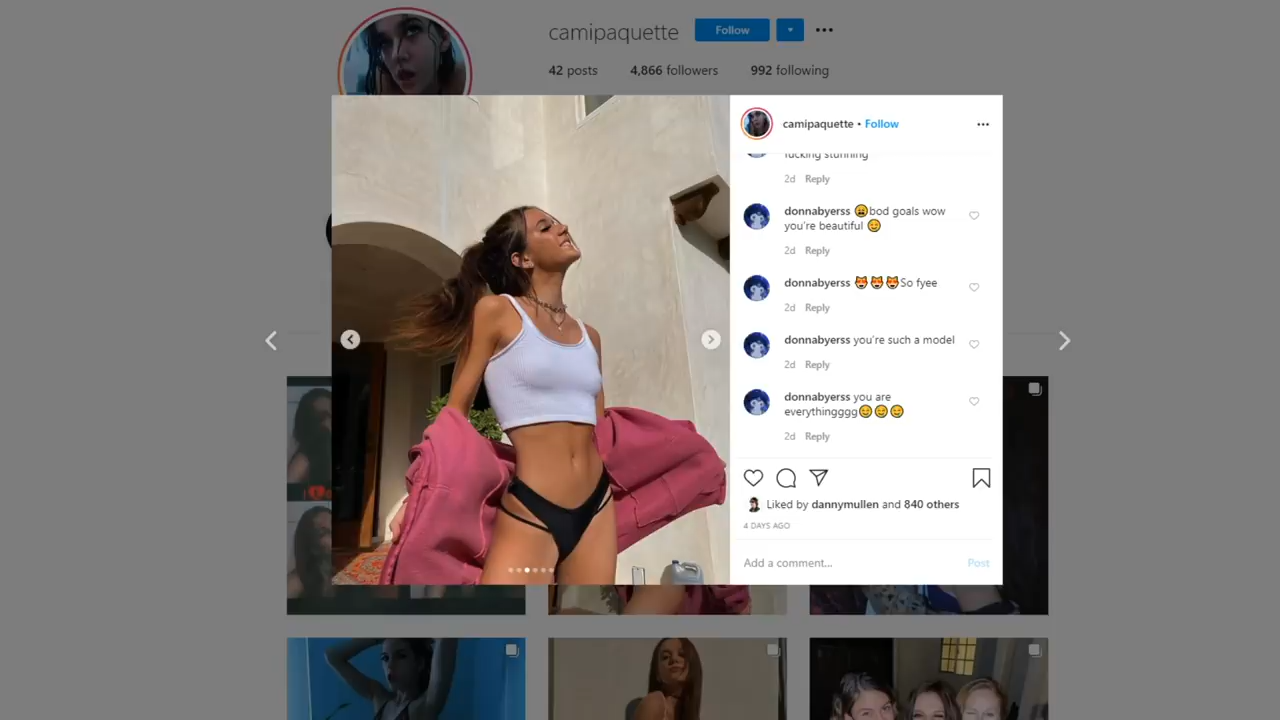 camipaquette Follow
42 posts 4,866 followers 992 following
camipaquette • Follow
fucking stunning
2d Reply
donnabyerss 😩bod goals wow
you're beautiful 😊
2d Reply
donnabyerss 😻😻😻So fyee
2d Reply
donnabyerss you're such a model
2d Reply
donnabyerss you are
everythingggg😊😊😊
2d Reply
Liked by dannymullen and 840 others
4 DAYS AGO
Add a comment... Post